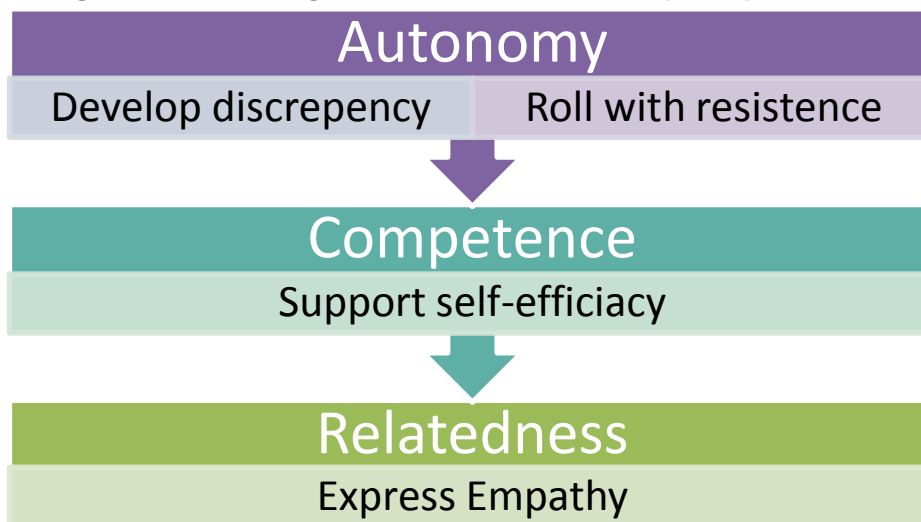 Autonomy
Develop discrepency Roll with resistence
Competence
Support self-efficiacy
Relatedness
Express Empathy